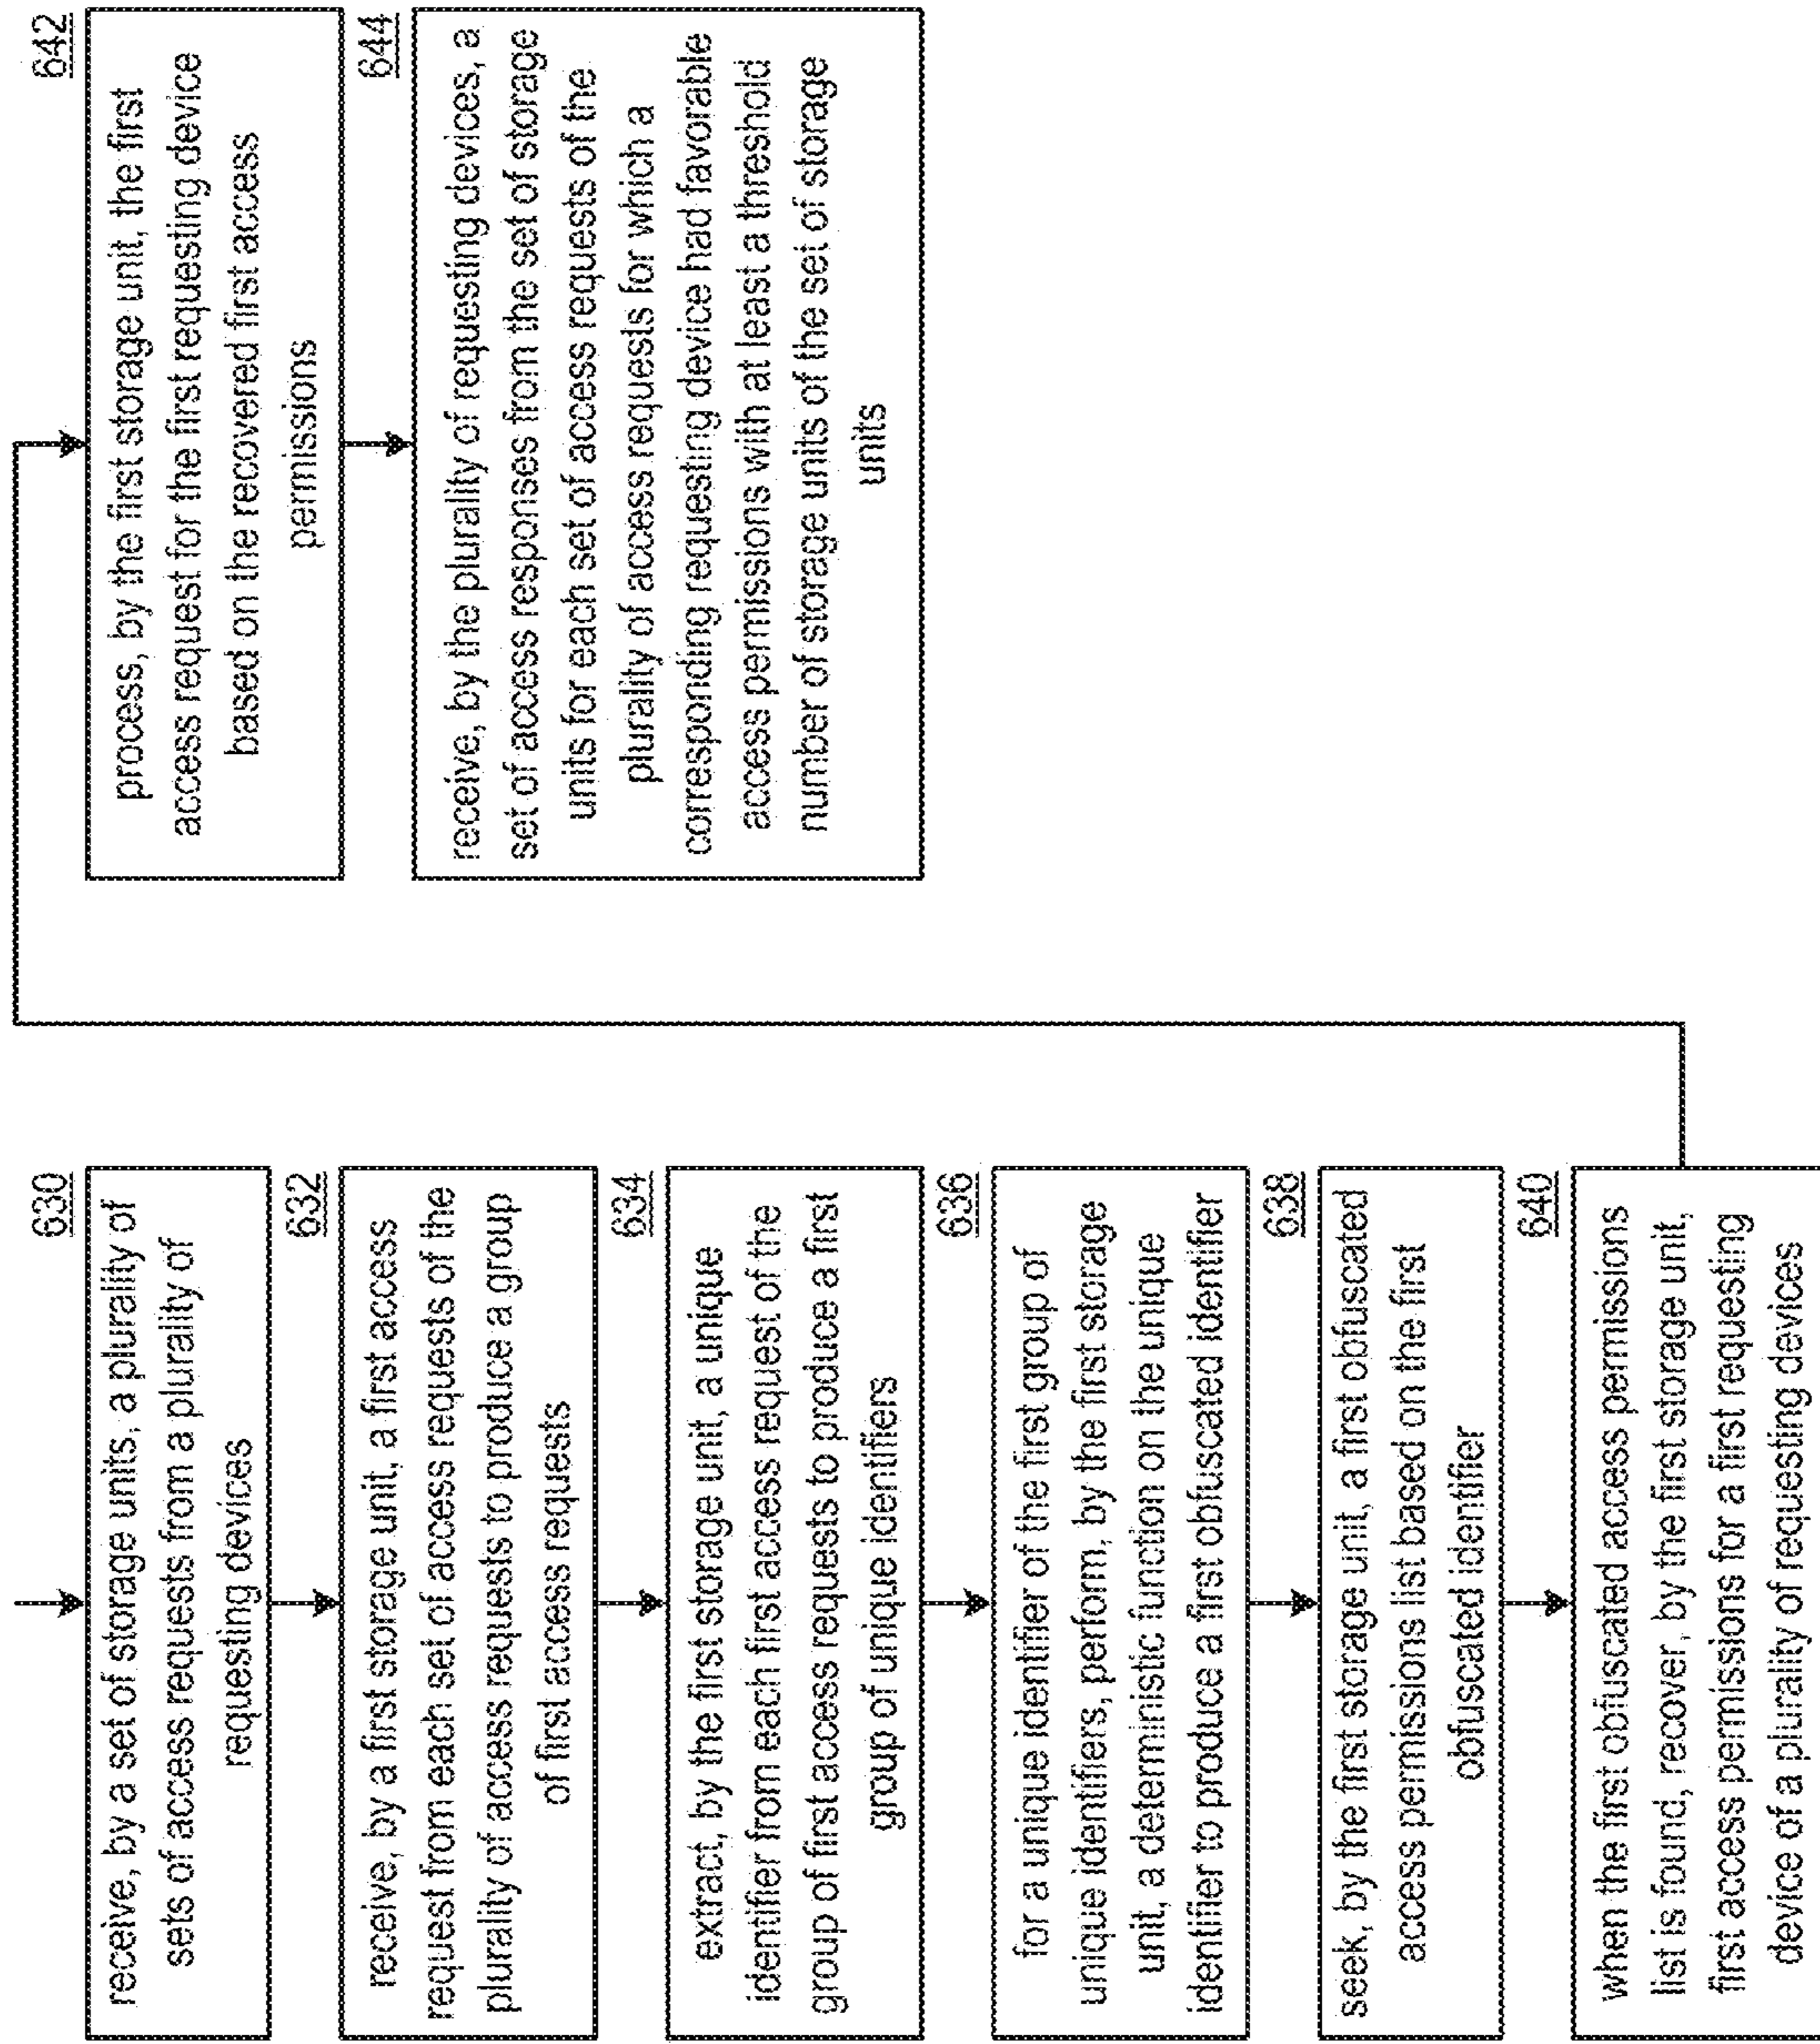 630
receive, by a set of storage units, a plurality of
sets of access requests from a plurality of
requesting devices
632
receive, by a first storage unit, a first access
request from each set of access requests of the
plurality of access requests to produce a group
of first access requests
634
extract, by the first storage unit, a unique
identifier from each first access request of the
group of first access requests to produce a first
group of unique identifiers
636
for a unique identifier of the first group of
unique identifiers, perform, by the first storage
unit, a deterministic function on the unique
identifier to produce a first obfuscated identifier
638
seek, by the first storage unit, a first obfuscated
access permissions list based on the first
obfuscated identifier
640
when the first obfuscated access permissions
list is found, recover, by the first storage unit,
first access permissions for a first requesting
device of a plurality of requesting devices
642
process, by the first storage unit, the first
access request for the first requesting device
based on the recovered first access
permissions
644
receive, by the plurality of requesting devices, a
set of access responses from the set of storage
units for each set of access requests of the
plurality of access requests for which a
corresponding requesting device had favorable
access permissions with at least a threshold
number of storage units of the set of storage
units